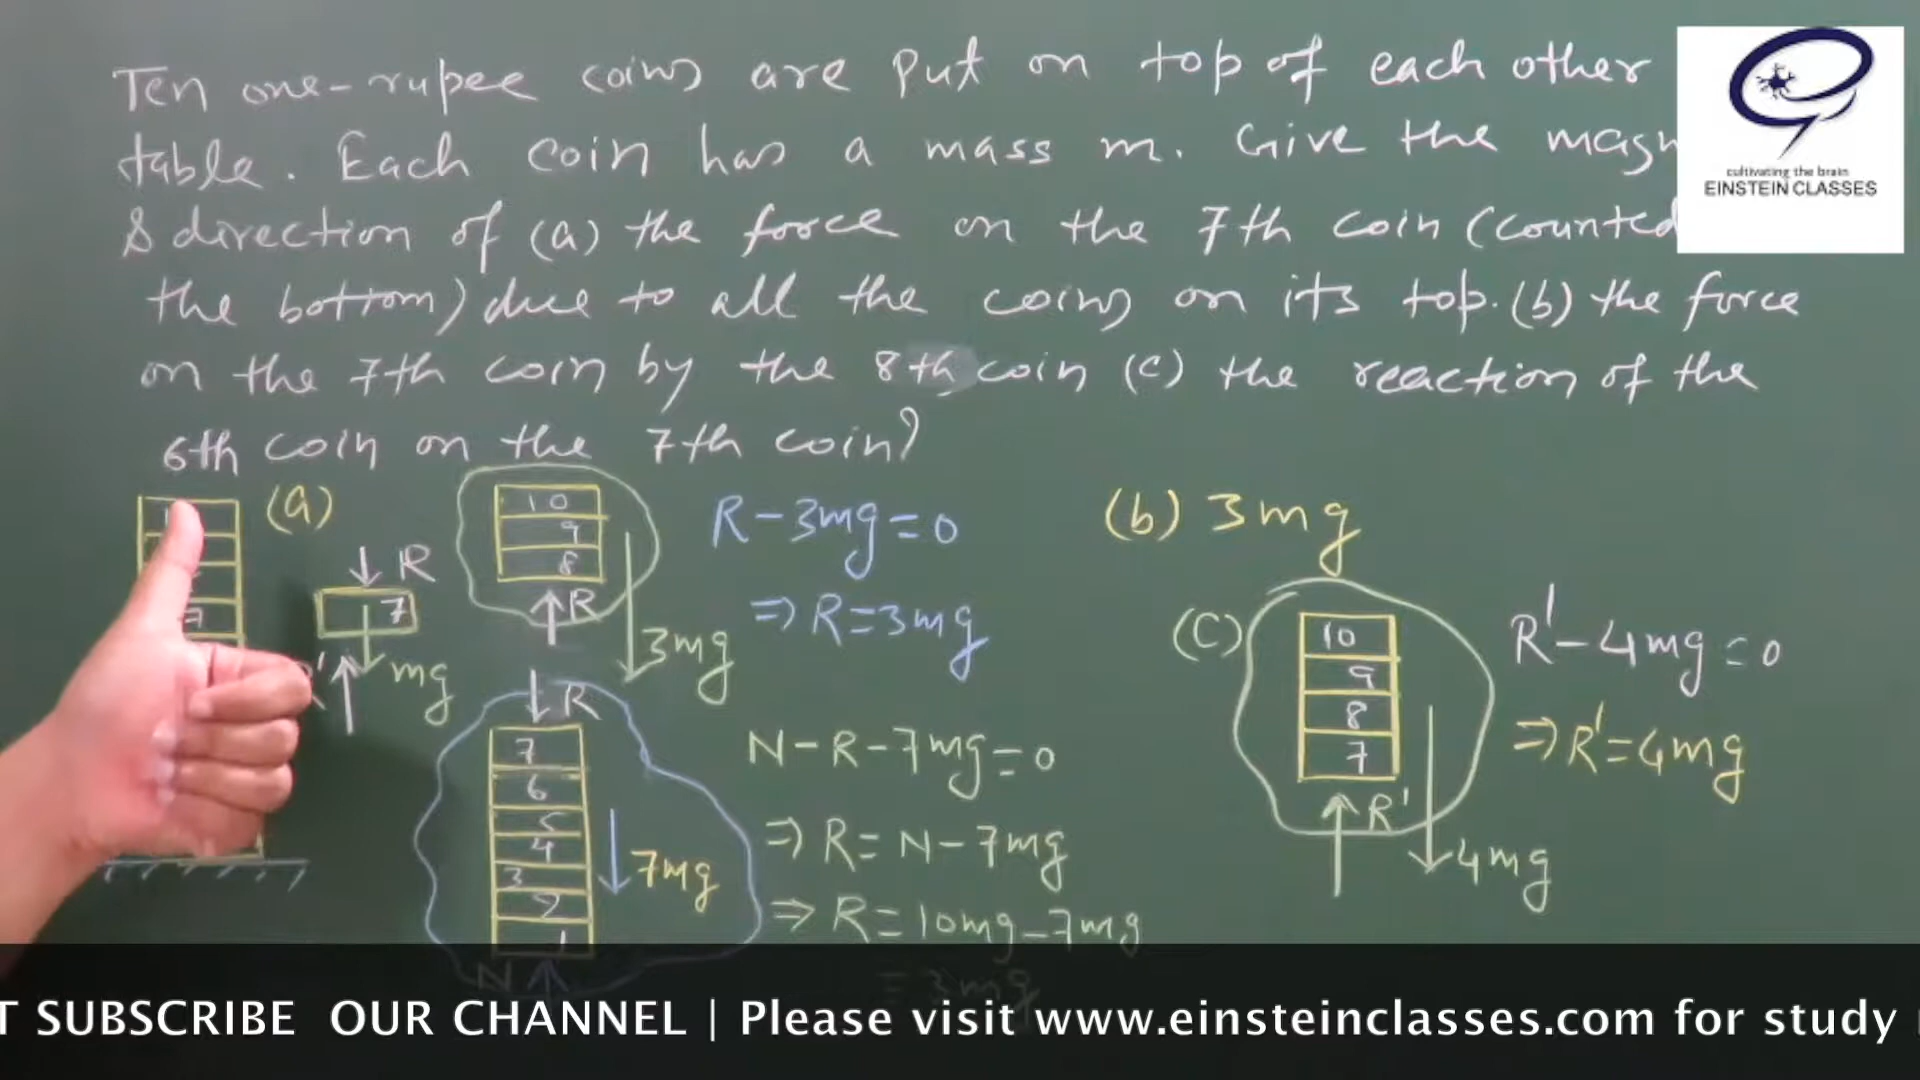 Ten one-rupee coins are put on top of each other
table. Each coin has a mass m. Give the magn
& direction of (a) the force on the 7th coin (counted
the bottom) due to all the coins on its top. (b) the force
on the 7th coin by the 8th coin (c) the reaction of the
6th coin on the 7th coin?
cultivating the brain
EINSTEIN CLASSES
(a)
7
R
7
mg
R'
10
9
8
R
3mg
R-3mg=0
⇒ R=3mg
R
7
6
5
4
3
2
1
N
7mg
N-R-7mg=0
⇒ R=N-7mg
⇒ R=10mg-7mg
=3mg
(b) 3mg
(C)
10
9
8
7
R'
4mg
R'-4mg=0
⇒R'=4mg
T SUBSCRIBE OUR CHANNEL | Please visit www.einsteinclasses.com for study